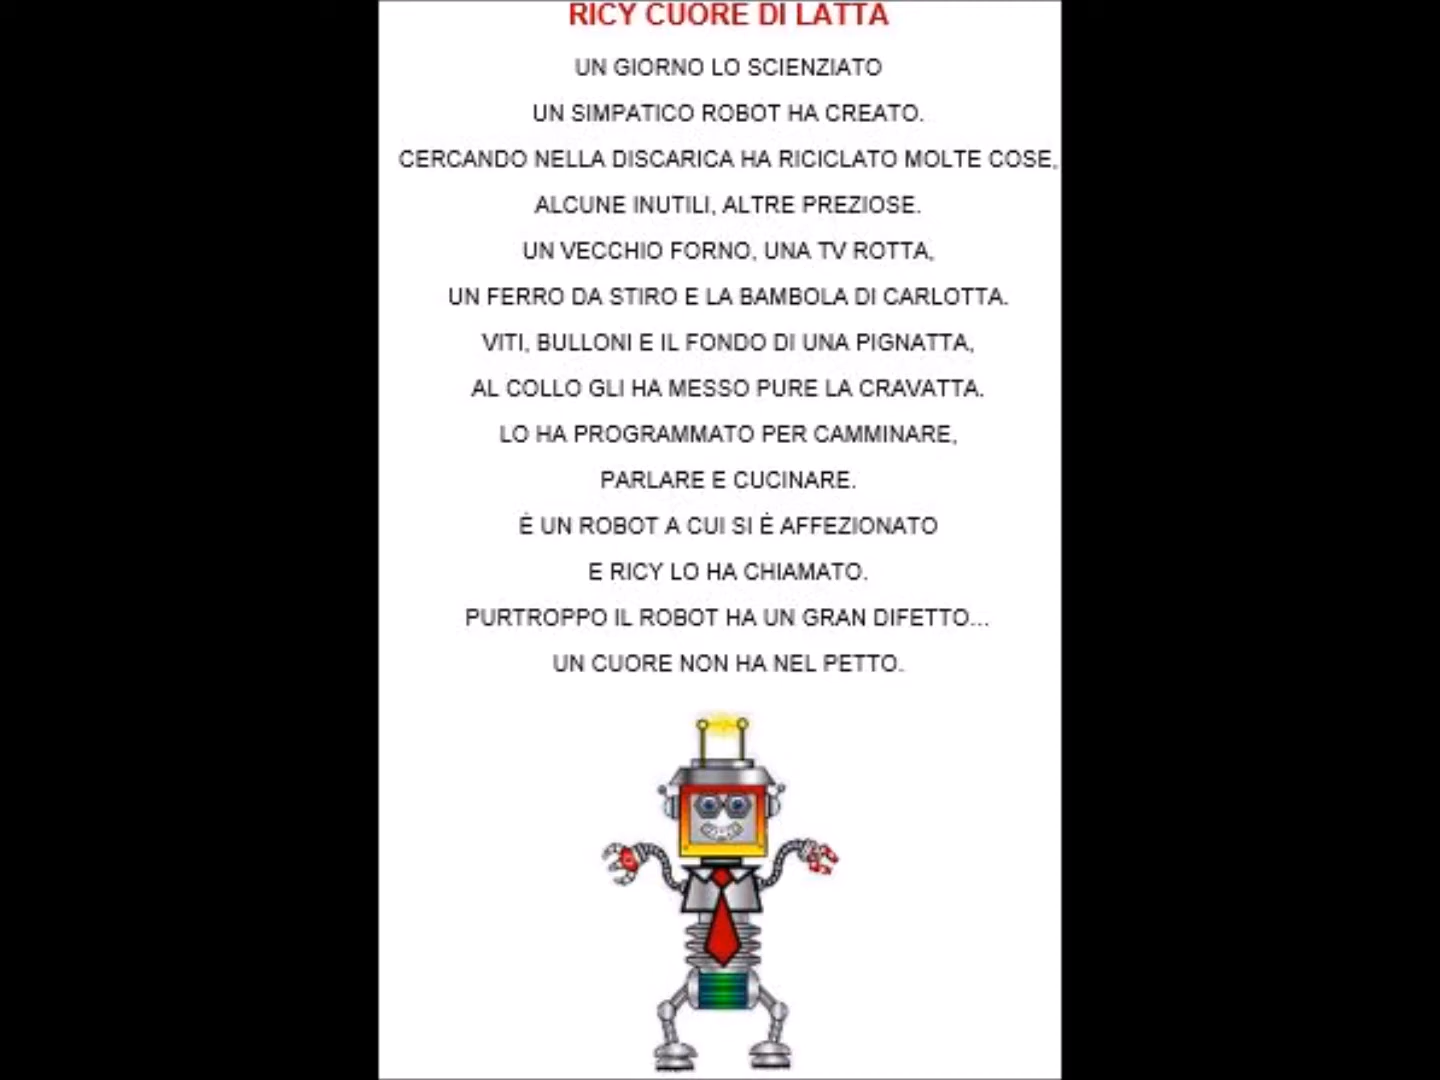 RICY CUORE DI LATTA
UN GIORNO LO SCIENZIATO
UN SIMPATICO ROBOT HA CREATO.
CERCANDO NELLA DISCARICA HA RICICLATO MOLTE COSE,
ALCUNE INUTILI, ALTRE PREZIOSE.
UN VECCHIO FORNO, UNA TV ROTTA,
UN FERRO DA STIRO E LA BAMBOLA DI CARLOTTA.
VITI, BULLONI E IL FONDO DI UNA PIGNATTA,
AL COLLO GLI HA MESSO PURE LA CRAVATTA.
LO HA PROGRAMMATO PER CAMMINARE,
PARLARE E CUCINARE.
È UN ROBOT A CUI SI È AFFEZIONATO
E RICY LO HA CHIAMATO.
PURTROPPO IL ROBOT HA UN GRAN DIFETTO...
UN CUORE NON HA NEL PETTO.